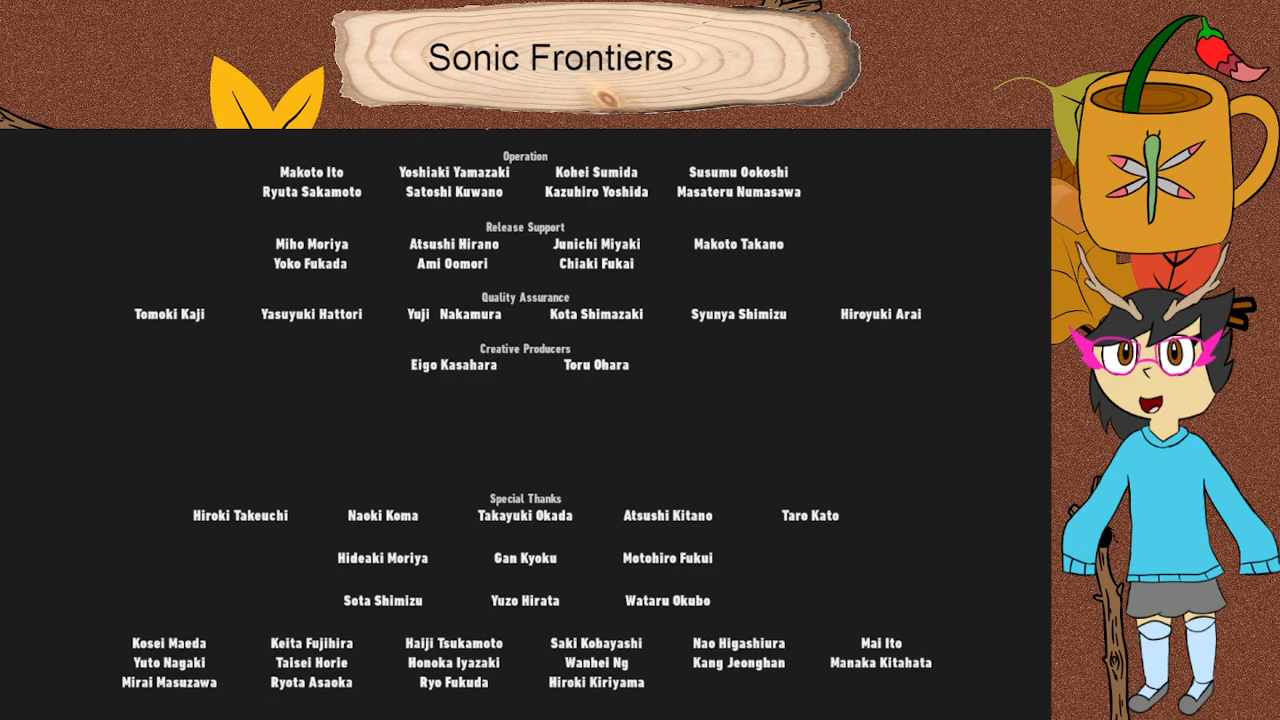 Sonic Frontiers
Operation
Makoto Ito Yoshiaki Yamazaki Kohei Sumida Susumu Ookoshi
Ryuta Sakamoto Satoshi Kuwano Kazuhiro Yoshida Masateru Numasawa
Release Support
Miho Moriya Atsushi Hirano Junichi Miyaki Makoto Takano
Yoko Fukada Ami Oomori Chiaki Fukai
Quality Assurance
Tomoki Kaji Yasuyuki Hattori Yuji Nakamura Kota Shimazaki Syunya Shimizu Hiroyuki Arai
Creative Producers
Eigo Kasahara Toru Ohara
Special Thanks
Hiroki Takeuchi Naoki Koma Takayuki Okada Atsushi Kitano Taro Kato
Hideaki Moriya Gan Kyoku Motohiro Fukui
Sota Shimizu Yuzo Hirata Wataru Okubo
Kosei Maeda Keita Fujihira Haiji Tsukamoto Saki Kobayashi Nao Higashiura Mai Ito
Yuto Nagaki Taisei Horie Honoka Iyazaki Wanhei Ng Kang Jeonghan Manaka Kitahata
Mirai Masuzawa Ryota Asaoka Ryo Fukuda Hiroki Kiriyama